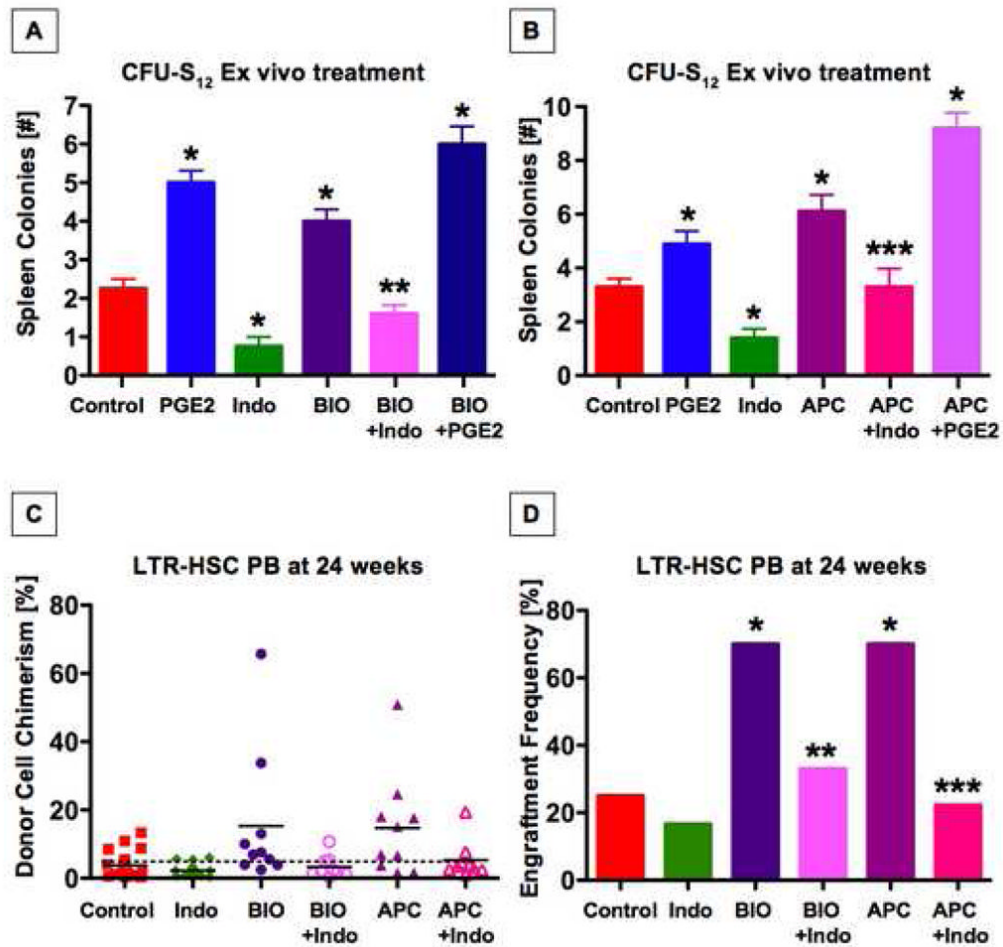 A
CFU-S12 Ex vivo treatment
Spleen Colonies [#]
7
6
5
4
3
2
1
0
* * * ** *
Control PGE2 Indo BIO BIO +Indo BIO +PGE2
B
CFU-S12 Ex vivo treatment
Spleen Colonies [#]
10
8
6
4
2
0
* * * *** *
Control PGE2 Indo APC APC +Indo APC +PGE2
C
LTR-HSC PB at 24 weeks
Donor Cell Chimerism [%]
80
60
40
20
0
Control Indo BIO BIO +Indo APC APC +Indo
D
LTR-HSC PB at 24 weeks
Engraftment Frequency [%]
80
60
40
20
0
* ** * ***
Control Indo BIO BIO +Indo APC APC +Indo